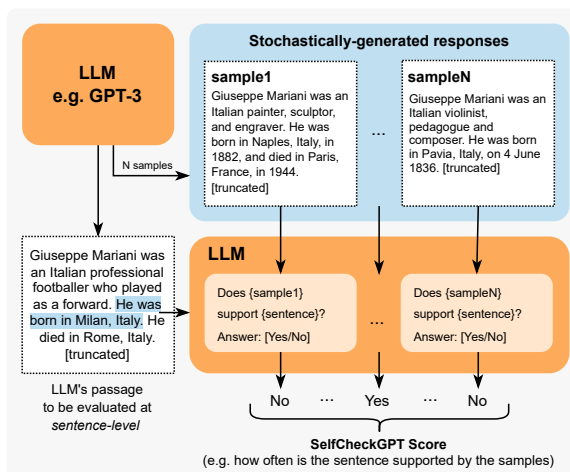 LLM
e.g. GPT-3
N samples
Stochastically-generated responses
sample1
Giuseppe Mariani was an
Italian painter, sculptor,
and engraver. He was
born in Naples, Italy, in
1882, and died in Paris,
France, in 1944.
[truncated]
...
sampleN
Giuseppe Mariani was an
Italian violinist,
pedagogue and
composer. He was born
in Pavia, Italy, on 4 June
1836. [truncated]
Giuseppe Mariani was
an Italian professional
footballer who played
as a forward. He was
born in Milan, Italy. He
died in Rome, Italy.
[truncated]
LLM's passage
to be evaluated at
sentence-level
LLM
Does {sample1}
support {sentence}?
Answer: [Yes/No]
...
Does {sampleN}
support {sentence}?
Answer: [Yes/No]
No ... Yes ... No
SelfCheckGPT Score
(e.g. how often is the sentence supported by the samples)